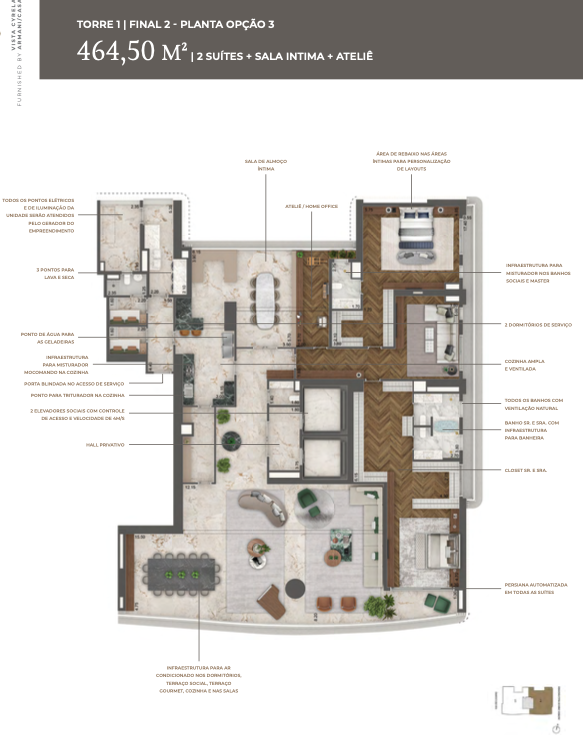 VISTA CYRELA
FURNISHED BY ARMANI/CASA
TORRE 1 | FINAL 2 - PLANTA OPÇÃO 3
464,50 M² | 2 SUÍTES + SALA INTIMA + ATELIÊ
SALA DE ALMOÇO
ÍNTIMA
ÁREA DE REBAIXO NAS ÁREAS
ÍNTIMAS PARA PERSONALIZAÇÃO
DE LAYOUTS
TODOS OS PONTOS ELÉTRICOS
E DE ILUMINAÇÃO DA
UNIDADE SERÃO ATENDIDOS
PELO GERADOR DO
EMPREENDIMENTO
ATELIÊ / HOME OFFICE
3 PONTOS PARA
LAVA E SECA
INFRAESTRUTURA PARA
MISTURADOR NOS BANHOS
SOCIAIS E MASTER
2 DORMITÓRIOS DE SERVIÇO
PONTO DE ÁGUA PARA
AS GELADEIRAS
INFRAESTRUTURA
PARA MISTURADOR
MOCOMANDO NA COZINHA
COZINHA AMPLA
E VENTILADA
PORTA BLINDADA NO ACESSO DE SERVIÇO
PONTO PARA TRITURADOR NA COZINHA
TODOS OS BANHOS COM
VENTILAÇÃO NATURAL
2 ELEVADORES SOCIAIS COM CONTROLE
DE ACESSO E VELOCIDADE DE 4M/S
BANHO SR. E SRA. COM
INFRAESTRUTURA
PARA BANHEIRA
HALL PRIVATIVO
CLOSET SR. E SRA.
PERSIANA AUTOMATIZADA
EM TODAS AS SUÍTES
INFRAESTRUTURA PARA AR
CONDICIONADO NOS DORMITÓRIOS,
TERRAÇO SOCIAL, TERRAÇO
GOURMET, COZINHA E NAS SALAS